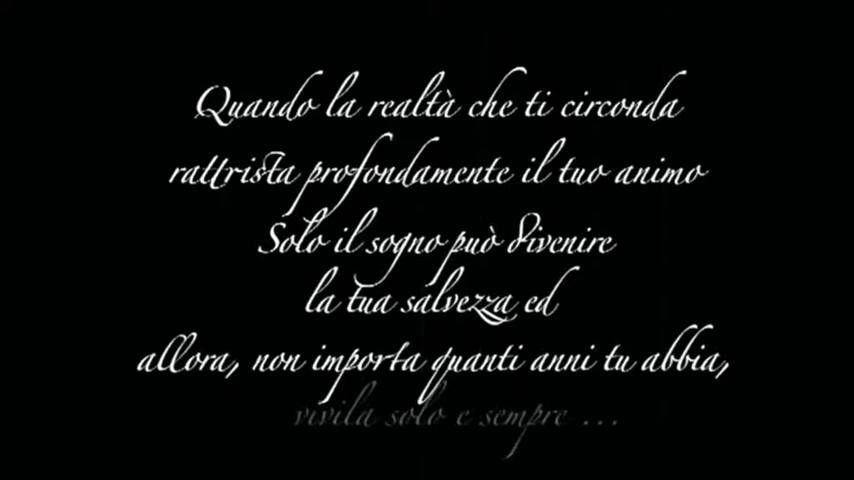 Quando la realtà che ti circonda
rattrista profondamente il tuo animo
Solo il sogno può divenire
la tua salvezza ed
allora, non importa quanti anni tu abbia,
vivila solo e sempre ...